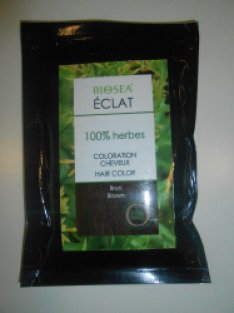 BIOSEA
ÉCLAT
100% herbes
COLORATION
CHEVEUX
HAIR COLOR
Brun
Brown